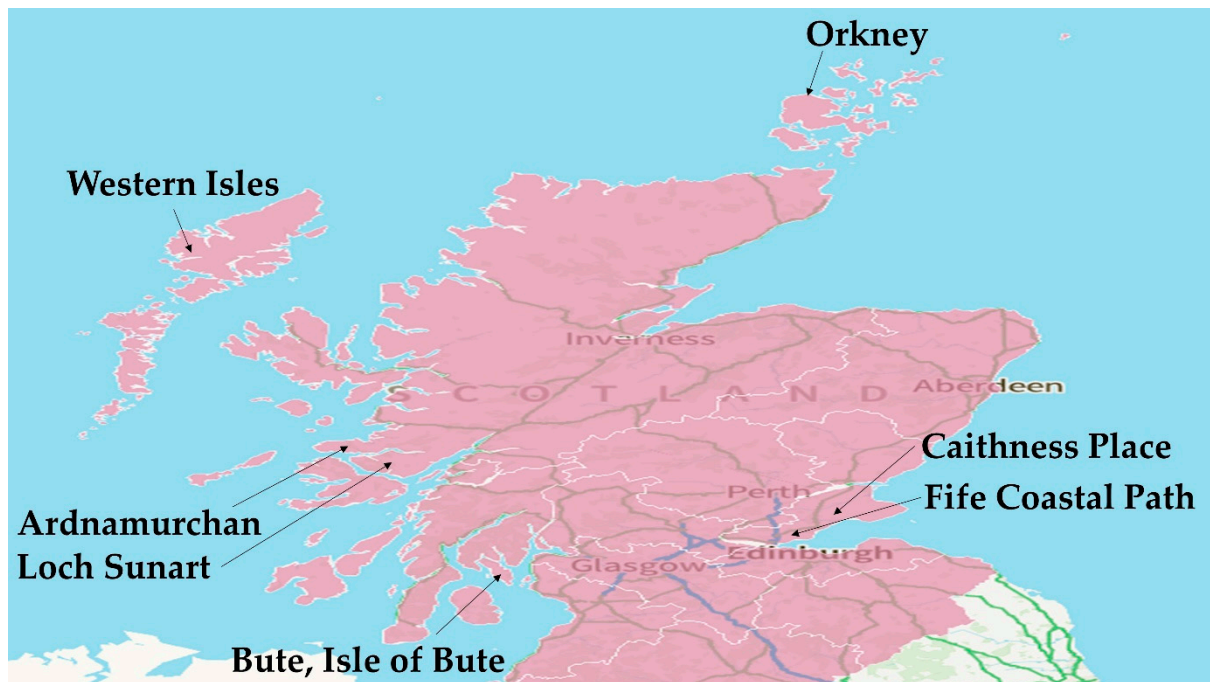 Orkney
Western Isles
Inverness
SCOTLAND
Aberdeen
Caithness Place
Perth
Fife Coastal Path
Ardnamurchan
Edinburgh
Loch Sunart
Glasgow
Bute, Isle of Bute